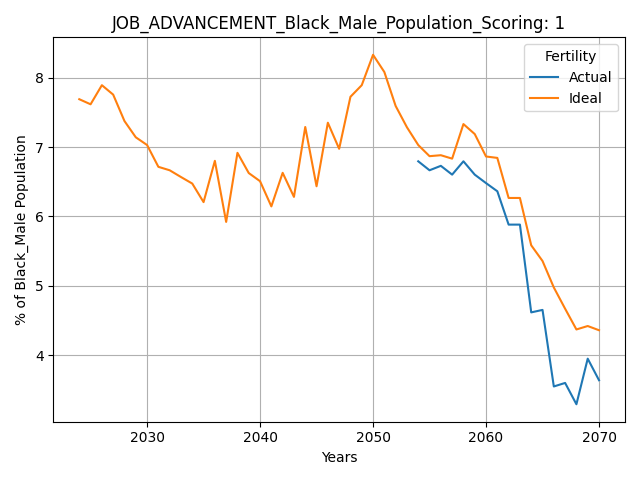 JOB_ADVANCEMENT_Black_Male_Population_Scoring: 1
Fertility
Actual
Ideal
% of Black_Male Population
8
7
6
5
4
2030
2040
2050
2060
2070
Years